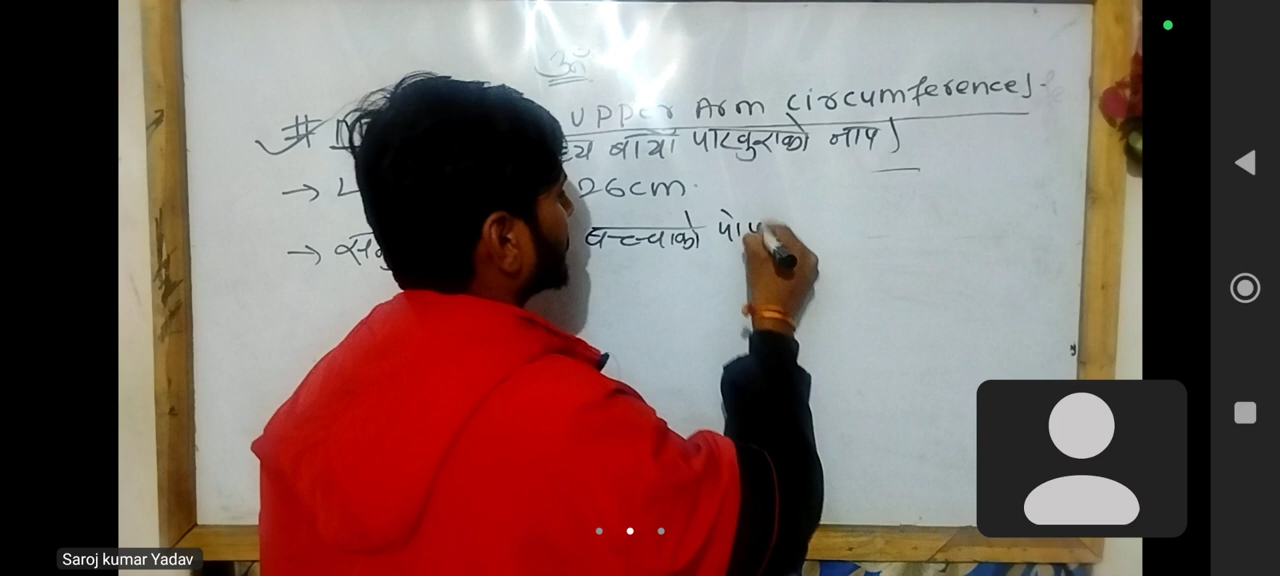 ॐ
# UPPer Arm circumference].
बायाँ पाखुराको नाप)
→ 26cm.
→ बच्चाको
Saroj kumar Yadav